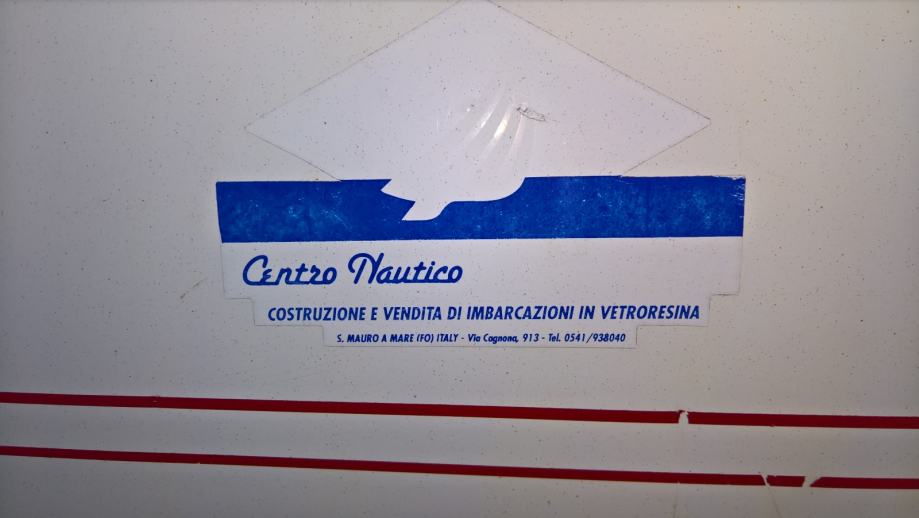 Centro Nautico
COSTRUZIONE E VENDITA DI IMBARCAZIONI IN VETRORESINA
S. MAURO A MARE (FO) ITALY - Via Cagnona, 913 - Tel. 0541/938040